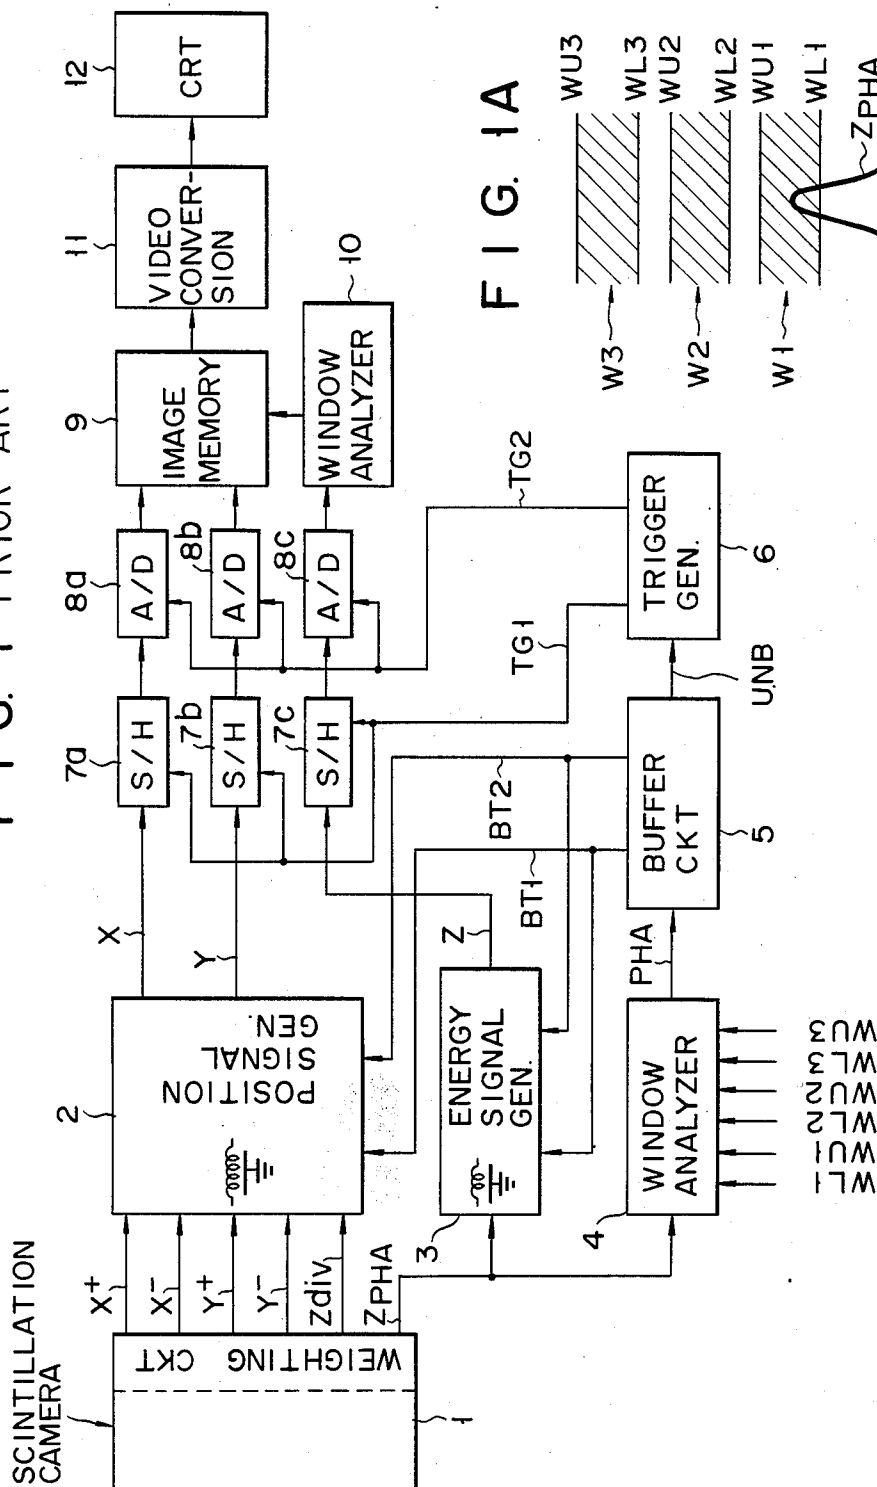 FIG. 1 PRIOR ART
SCINTILLATION
CAMERA
1
WEIGHTING
CKT
X+
X-
Y+
Y-
Zdiv
ZPHA
2
POSITION
SIGNAL
GEN.
3
ENERGY
SIGNAL
GEN.
4
WINDOW
ANALYZER
WL1
WU1
WL2
WU2
WL3
WU3
X
Y
Z
PHA
5
BUFFER
CKT
BT1
BT2
UNB
6
TRIGGER
GEN.
TG1
TG2
7a
S/H
7b
S/H
7c
S/H
8a
A/D
8b
A/D
8c
A/D
9
IMAGE
MEMORY
10
WINDOW
ANALYZER
11
VIDEO
CONVER-
SION
12
CRT
FIG. 1A
W3
W2
W1
WU3
WL3
WU2
WL2
WU1
WL1
ZPHA